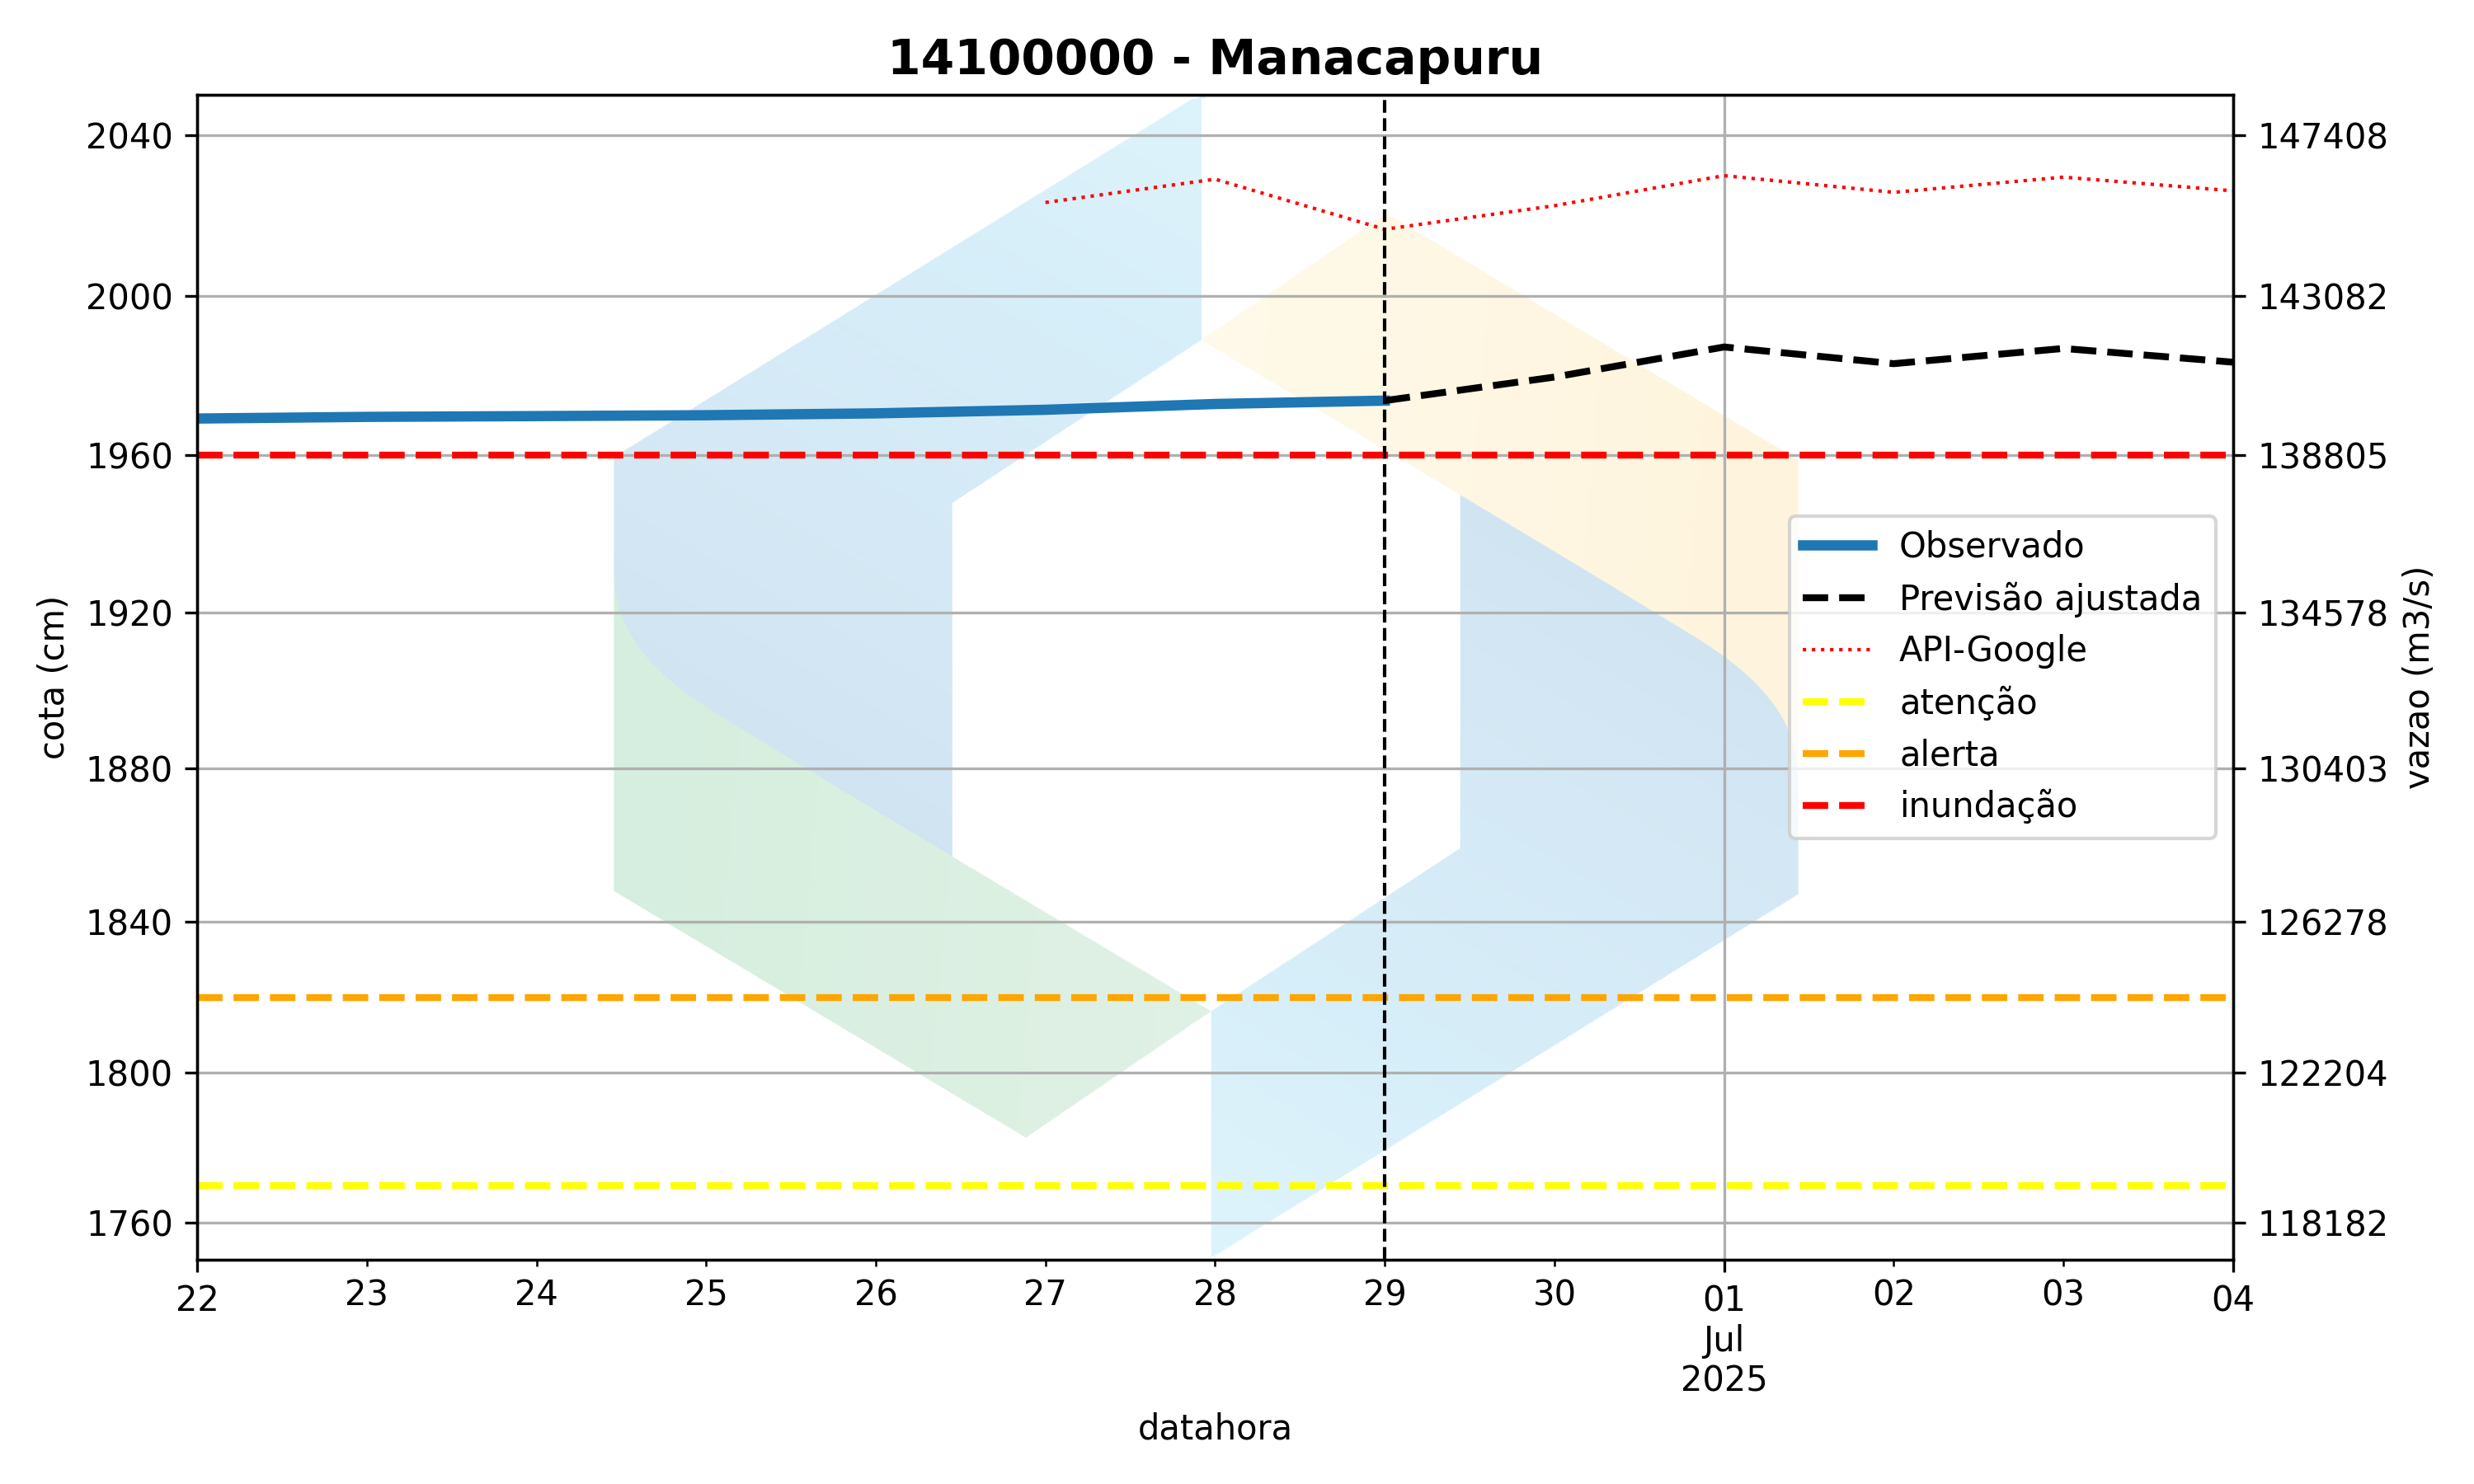 14100000 - Manacapuru
2040
2000
1960
1920
1880
1840
1800
1760
cota (cm)
147408
143082
138805
134578
130403
126278
122204
118182
vazao (m3/s)
Observado
Previsão ajustada
API-Google
atenção
alerta
inundação
22 23 24 25 26 27 28 29 30 01 02 03 04
Jul
2025
datahora